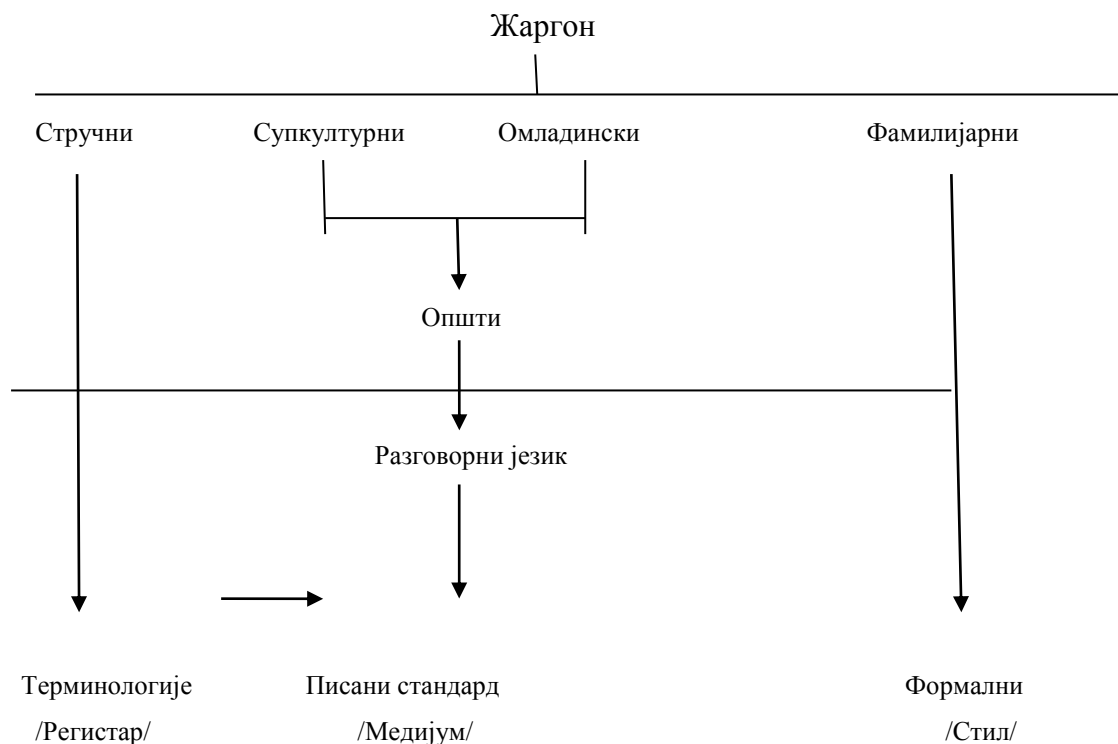 Жаргон
Стручни Супкултурни Омладински Фамилијарни
Општи
Разговорни језик
Терминологије Писани стандард Формални
/Регистар/ /Медијум/ /Стил/